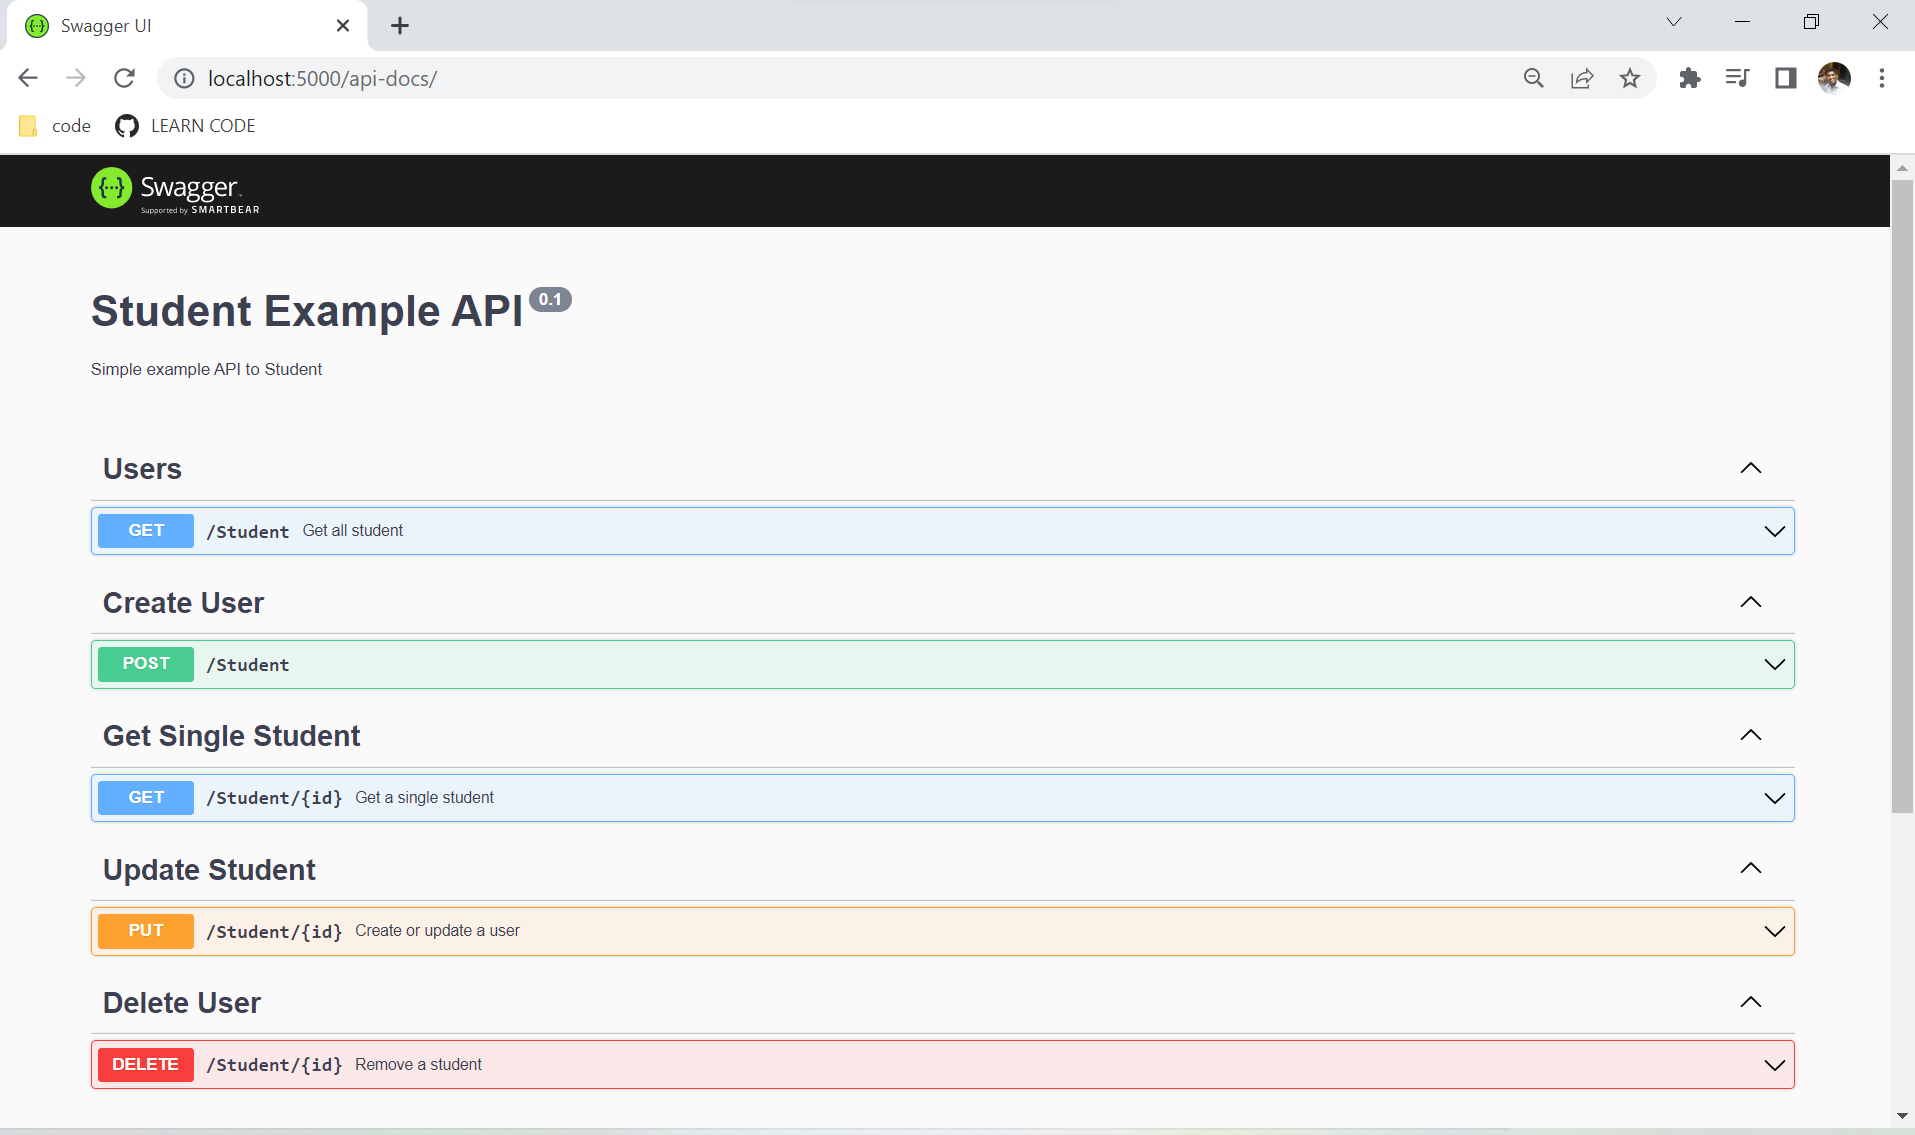 Swagger UI
localhost:5000/api-docs/
code LEARN CODE
{···} Swagger
Supported by SMARTBEAR
Student Example API 0.1
Simple example API to Student
Users
GET /Student Get all student
Create User
POST /Student
Get Single Student
GET /Student/{id} Get a single student
Update Student
PUT /Student/{id} Create or update a user
Delete User
DELETE /Student/{id} Remove a student